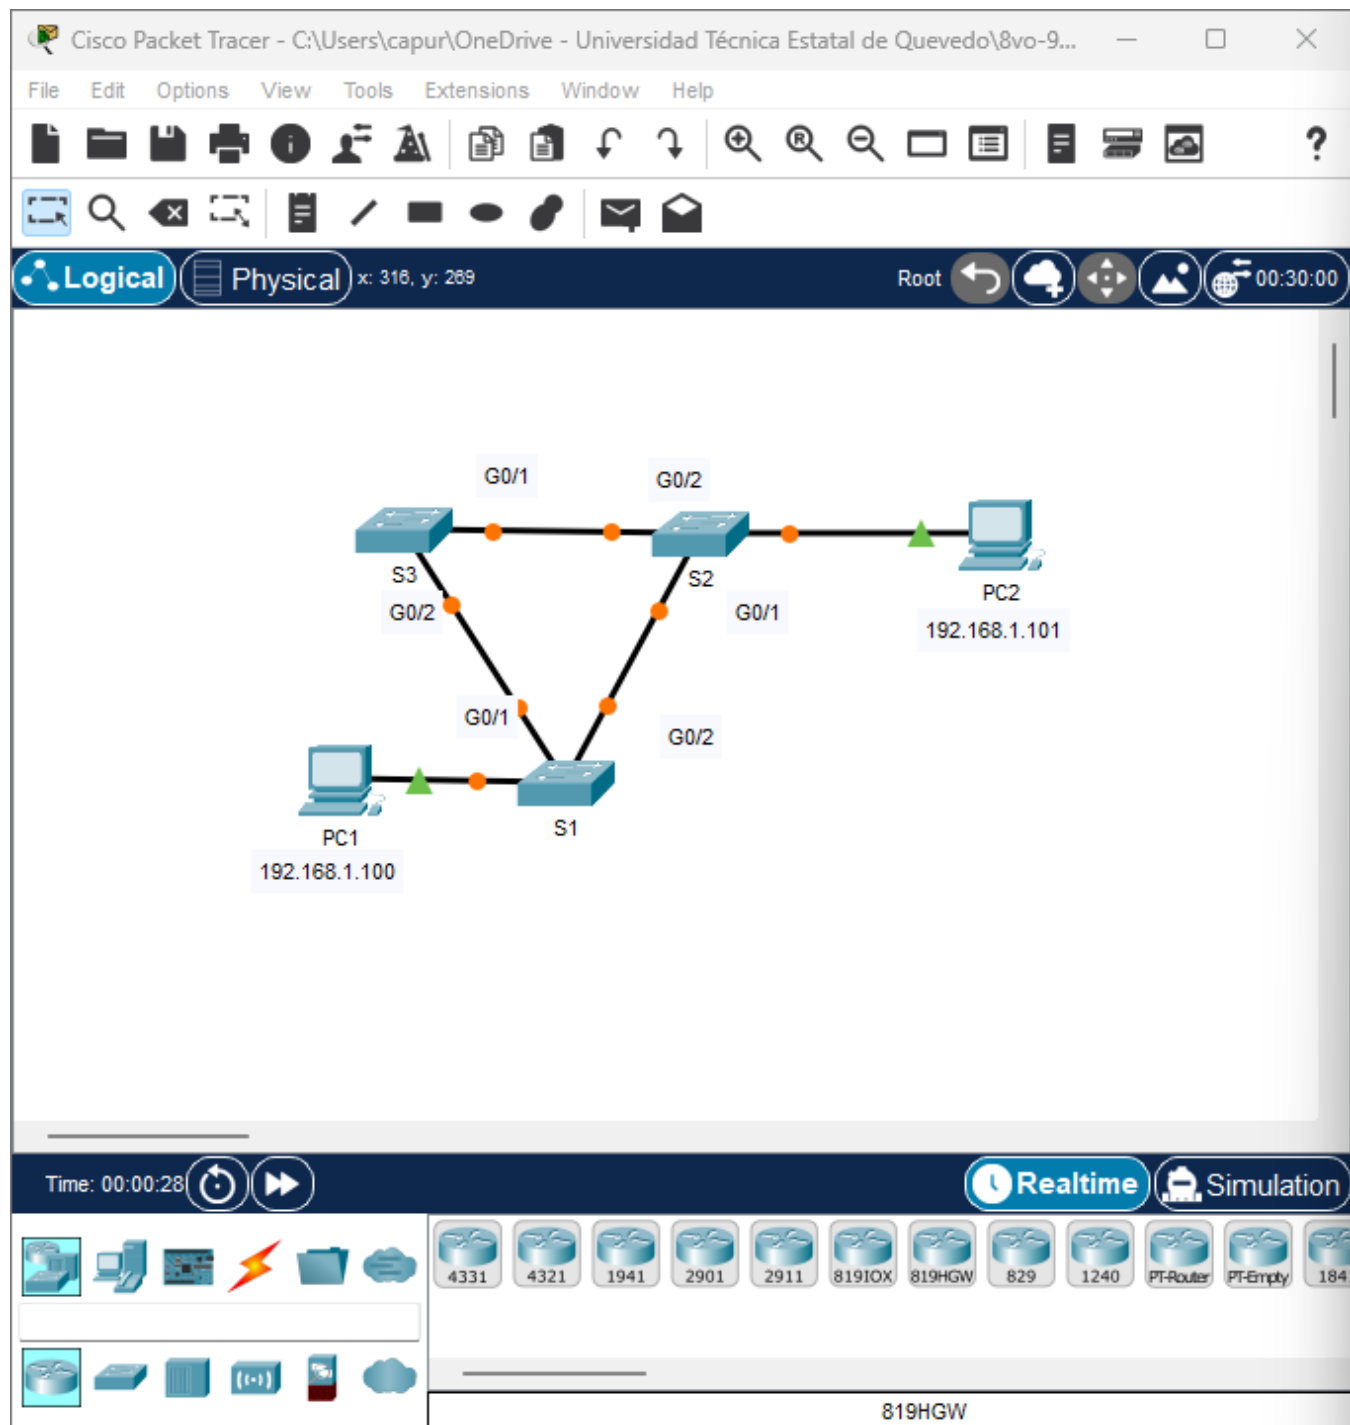 Cisco Packet Tracer - C:\Users\capur\OneDrive - Universidad Técnica Estatal de Quevedo\8vo-9...
File Edit Options View Tools Extensions Window Help
Logical Physical x: 316, y: 269 Root 00:30:00
G0/1 G0/2
S3 S2 PC2
G0/2 G0/1 192.168.1.101
G0/1 G0/2
PC1 S1
192.168.1.100
Time: 00:00:28 Realtime Simulation
4331 4321 1941 2901 2911 819IOX 819HGW 829 1240 PT-Router PT-Empty 184
819HGW